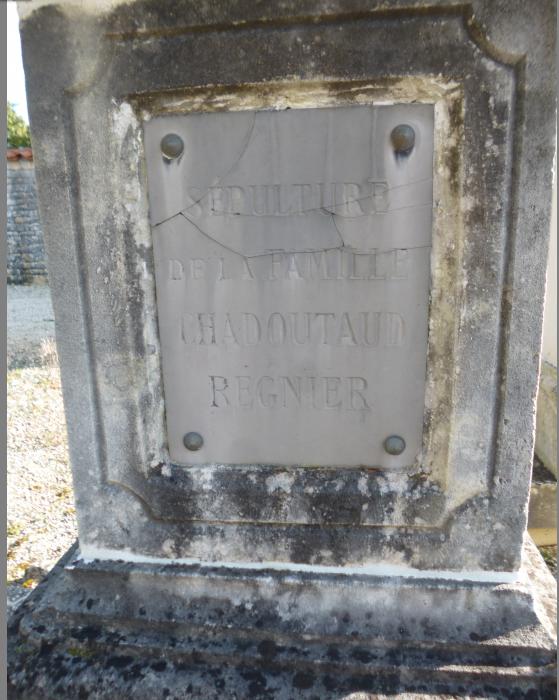 SÉPULTURE
DE LA FAMILLE
CHADOUTAUD
REGNIER